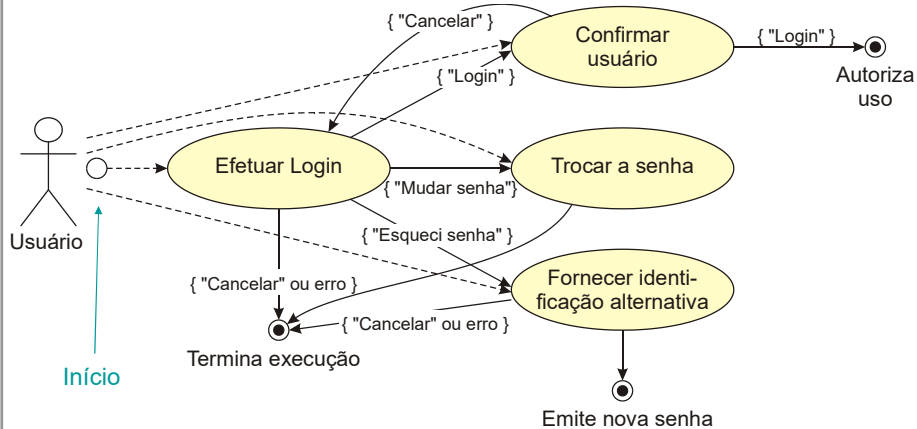 { "Cancelar" }
Confirmar
usuário
{ "Login" }
Autoriza
uso
{ "Login" }
Efetuar Login
Trocar a senha
{ "Mudar senha"}
Usuário
{ "Esqueci senha" }
Fornecer identi-
ficação alternativa
{ "Cancelar" ou erro }
{ "Cancelar" ou erro }
Termina execução
Início
Emite nova senha